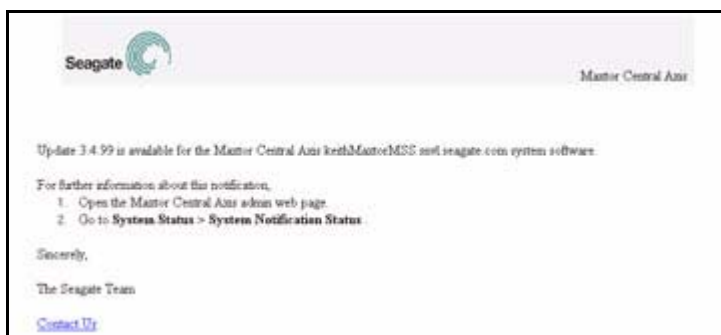 Seagate
Maxtor Central Axis
Update 3.4.99 is available for the Maxtor Central Axis keithMaxtorMSS seagate.com system software.
For further information about this notification,
1. Open the Maxtor Central Axis admin web page.
2. Go to System Status > System Notification Status .
Sincerely,
The Seagate Team
Contact Us